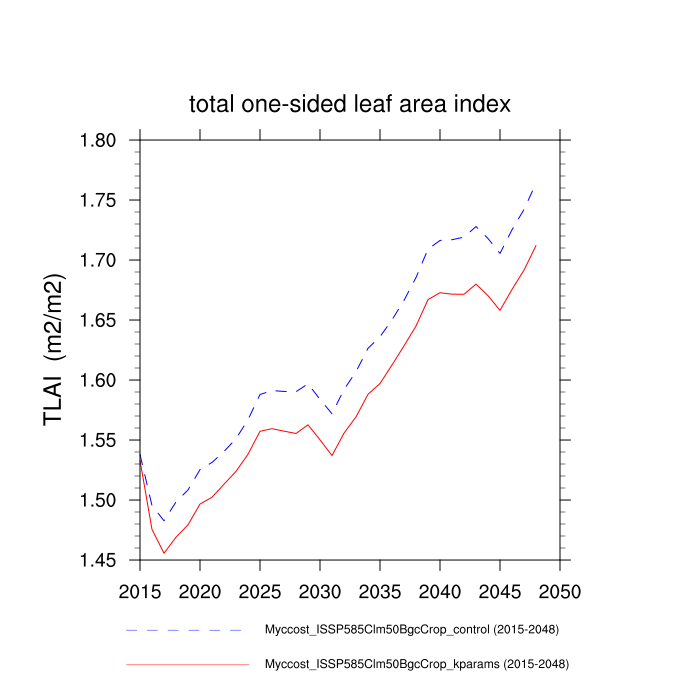 total one-sided leaf area index
TLAI (m2/m2)
1.80
1.75
1.70
1.65
1.60
1.55
1.50
1.45
2015 2020 2025 2030 2035 2040 2045 2050
Myccost_ISSP585Clm50BgcCrop_control (2015-2048)
Myccost_ISSP585Clm50BgcCrop_kparams (2015-2048)